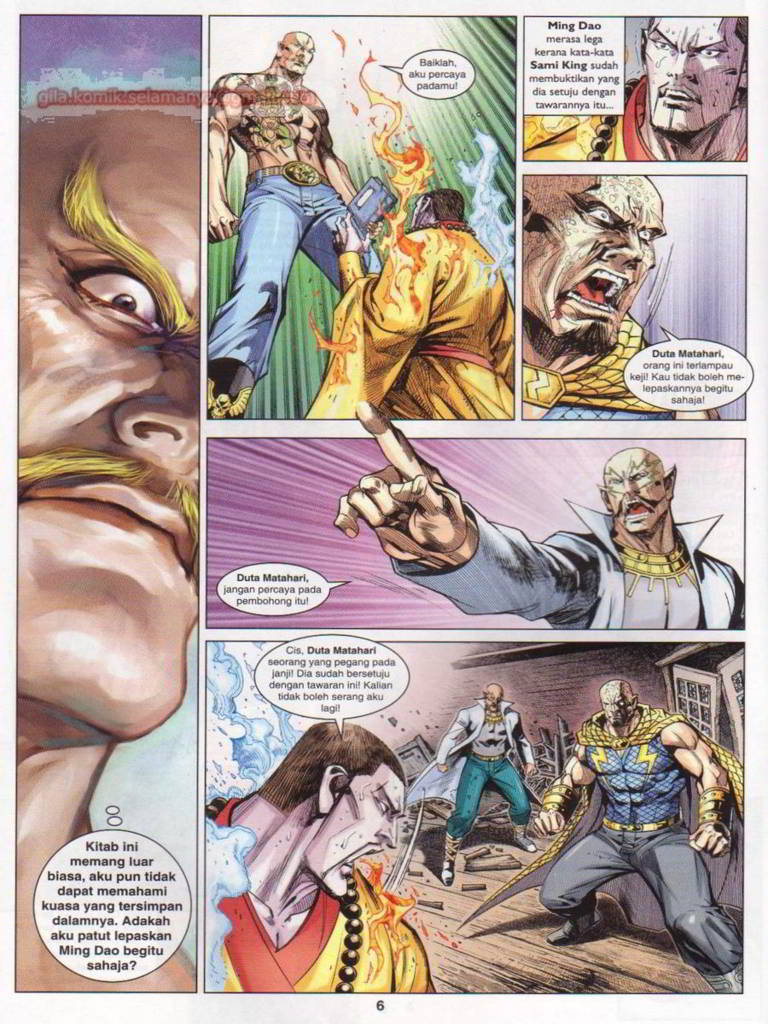 Kitab ini
memang luar
biasa, aku pun tidak
dapat memahami
kuasa yang tersimpan
dalamnya. Adakah
aku patut lepaskan
Ming Dao begitu
sahaja?
Baiklah,
aku percaya
padamu!
Ming Dao
merasa lega
kerana kata-kata
Sami King sudah
membuktikan yang
dia setuju dengan
tawarannya itu...
Duta Matahari,
orang ini terlampau
keji! Kau tidak boleh me-
lepaskannya begitu
sahaja!
Duta Matahari,
jangan percaya pada
pembohong itu!
Cis, Duta Matahari
seorang yang pegang pada
janji! Dia sudah bersetuju
dengan tawaran ini! Kalian
tidak boleh serang aku
lagi!
6